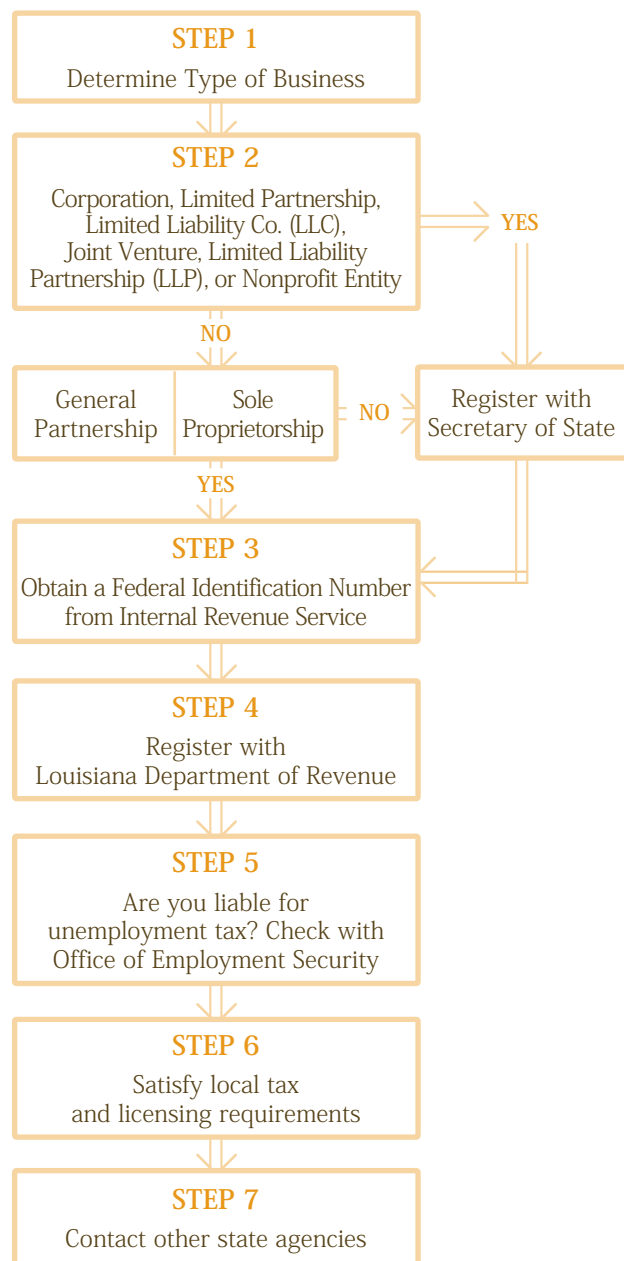 STEP 1
Determine Type of Business
STEP 2
Corporation, Limited Partnership,
Limited Liability Co. (LLC),
Joint Venture, Limited Liability
Partnership (LLP), or Nonprofit Entity
YES
NO
General
Partnership
Sole
Proprietorship
NO
Register with
Secretary of State
YES
STEP 3
Obtain a Federal Identification Number
from Internal Revenue Service
STEP 4
Register with
Louisiana Department of Revenue
STEP 5
Are you liable for
unemployment tax? Check with
Office of Employment Security
STEP 6
Satisfy local tax
and licensing requirements
STEP 7
Contact other state agencies